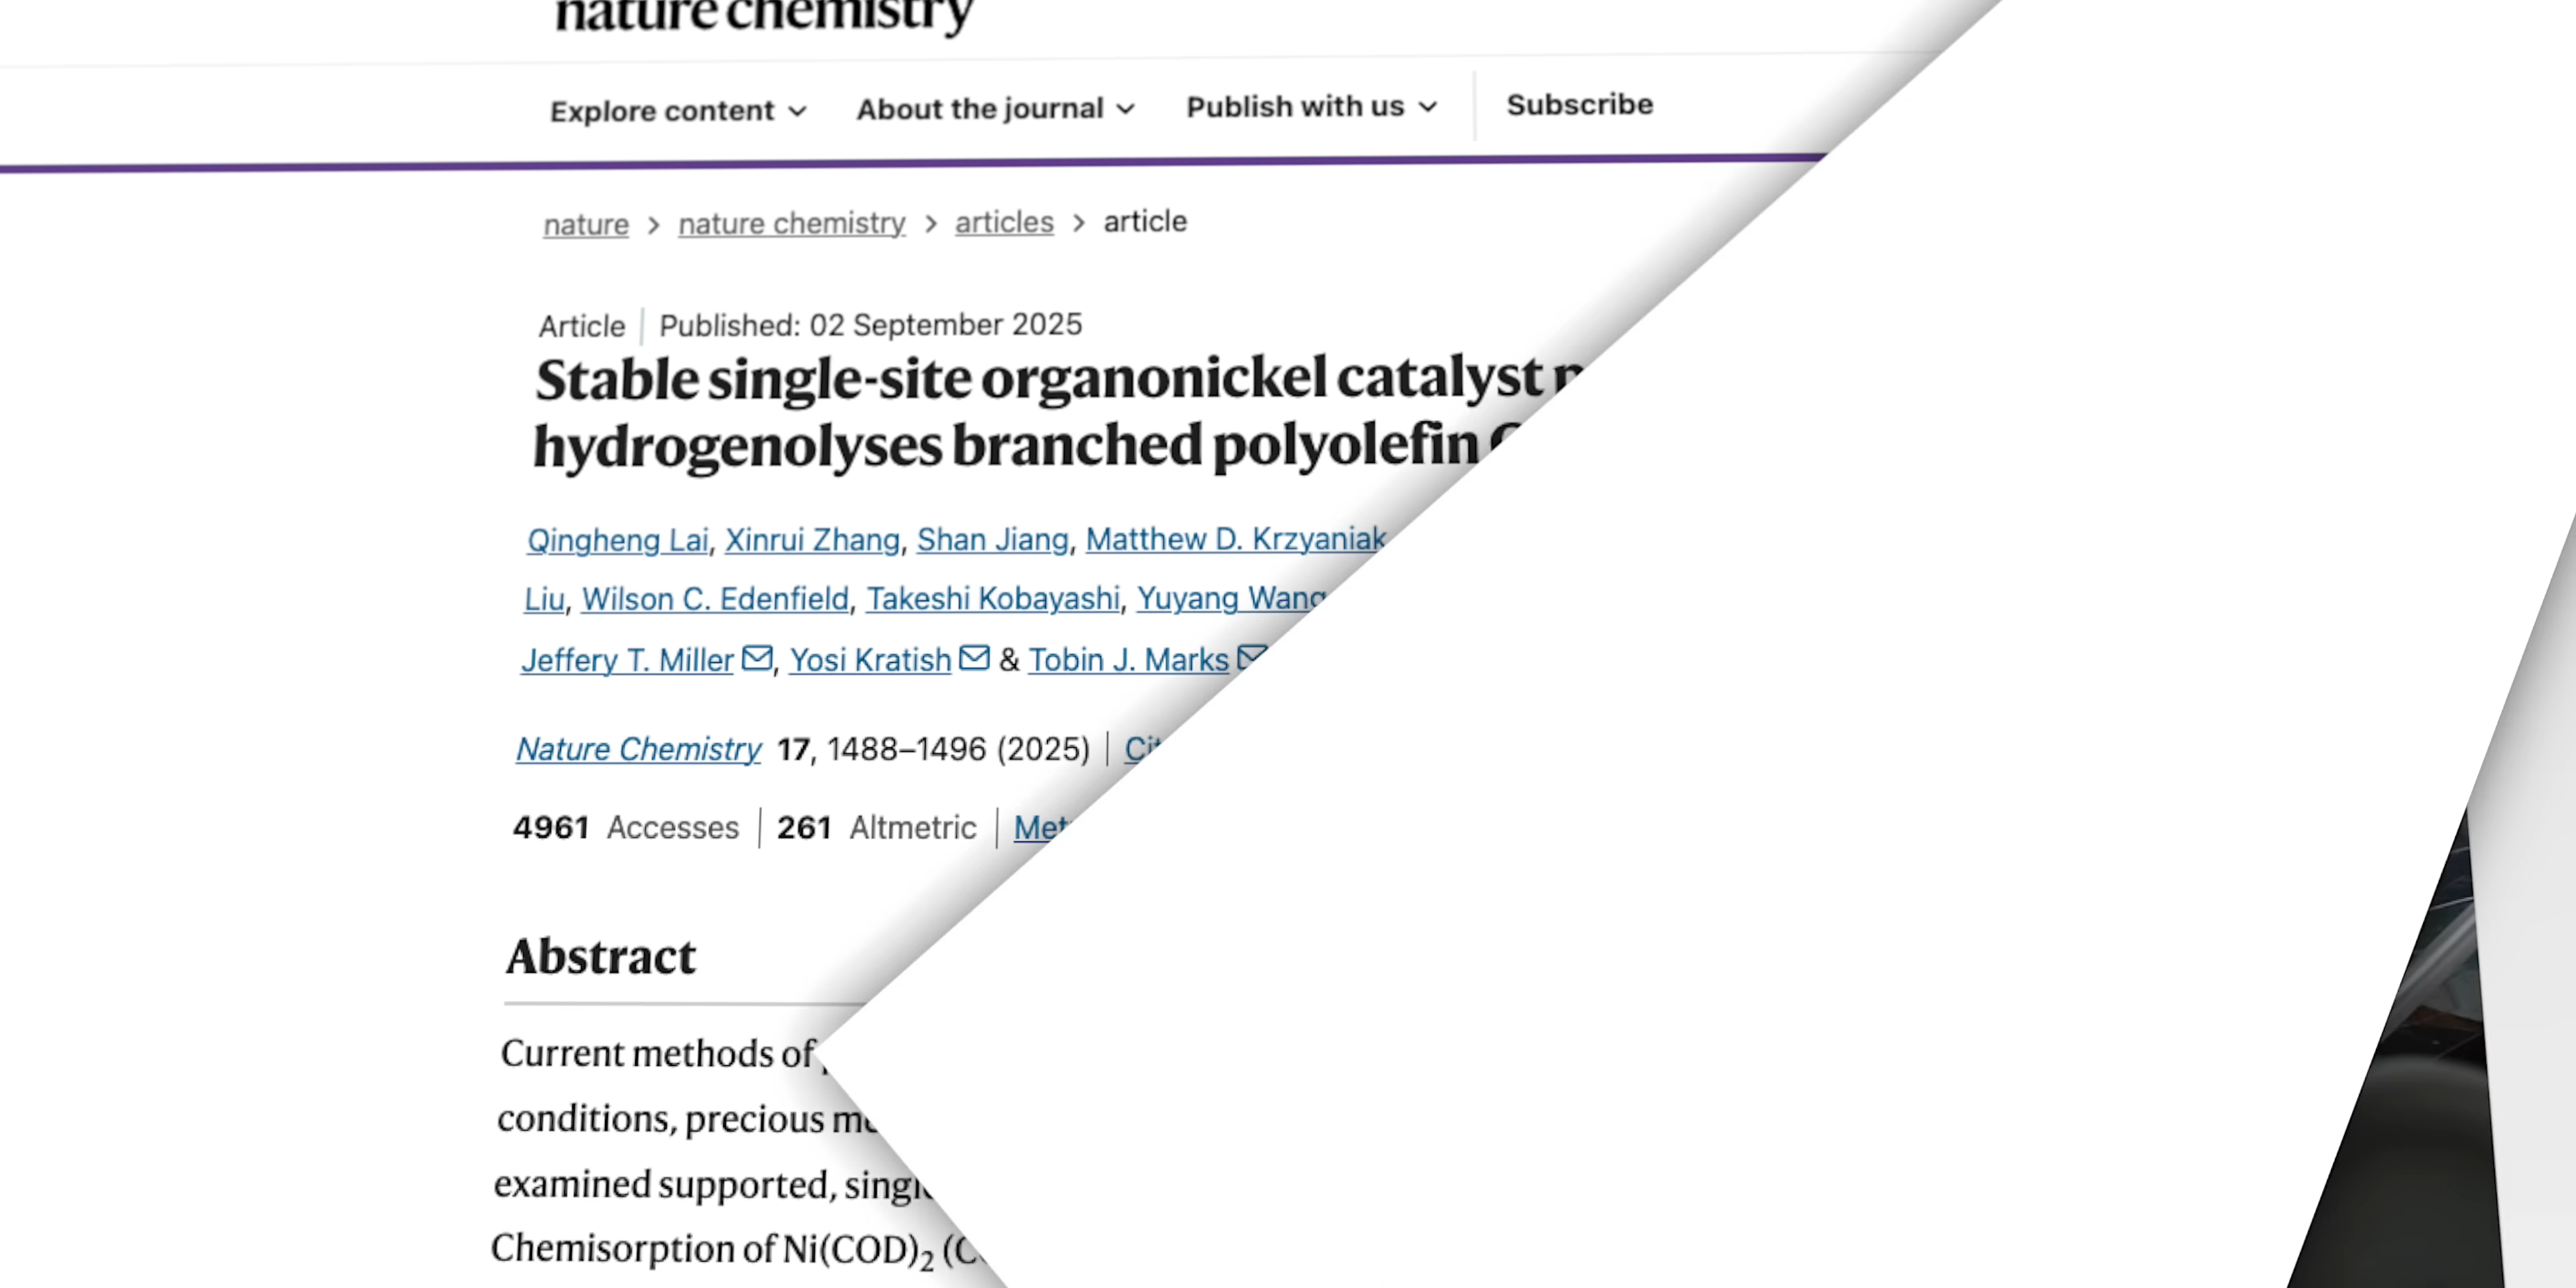 nature chemistry
Explore content About the journal Publish with us Subscribe
nature > nature chemistry > articles > article
Article | Published: 02 September 2025
Stable single-site organonickel catalyst
hydrogenolyses branched polyolefin
Qingheng Lai, Xinrui Zhang, Shan Jiang, Matthew D. Krzyaniak
Liu, Wilson C. Edenfield, Takeshi Kobayashi, Yuyang Wang
Jeffery T. Miller, Yosi Kratish & Tobin J. Marks
Nature Chemistry 17, 1488–1496 (2025) |
4961 Accesses | 261 Altmetric |
Abstract
Current methods of
conditions, precious
examined supported,
Chemisorption of Ni(COD)₂